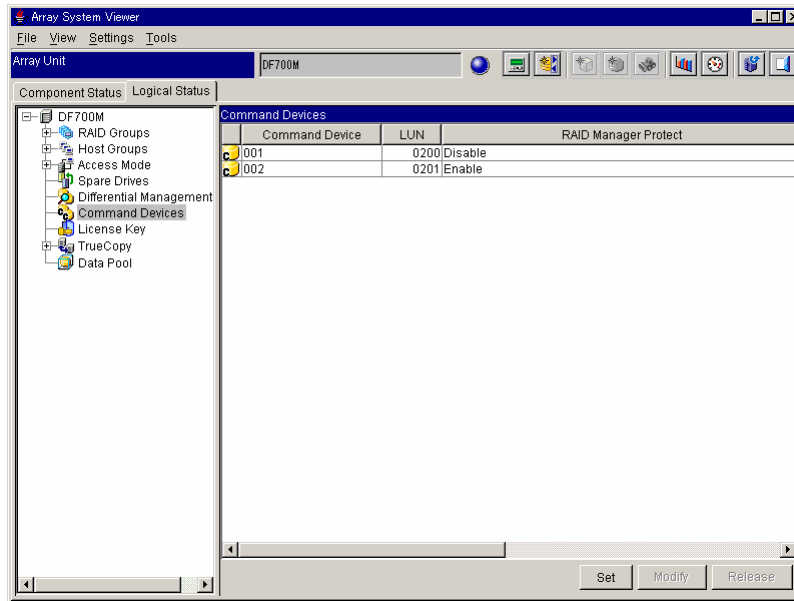 Array System Viewer
File View Settings Tools
Array Unit DF700M
Component Status Logical Status
DF700M
RAID Groups
Host Groups
Access Mode
Spare Drives
Differential Management
Command Devices
License Key
TrueCopy
Data Pool
Command Devices
Command Device LUN RAID Manager Protect
001 0200 Disable
002 0201 Enable
Set Modify Release